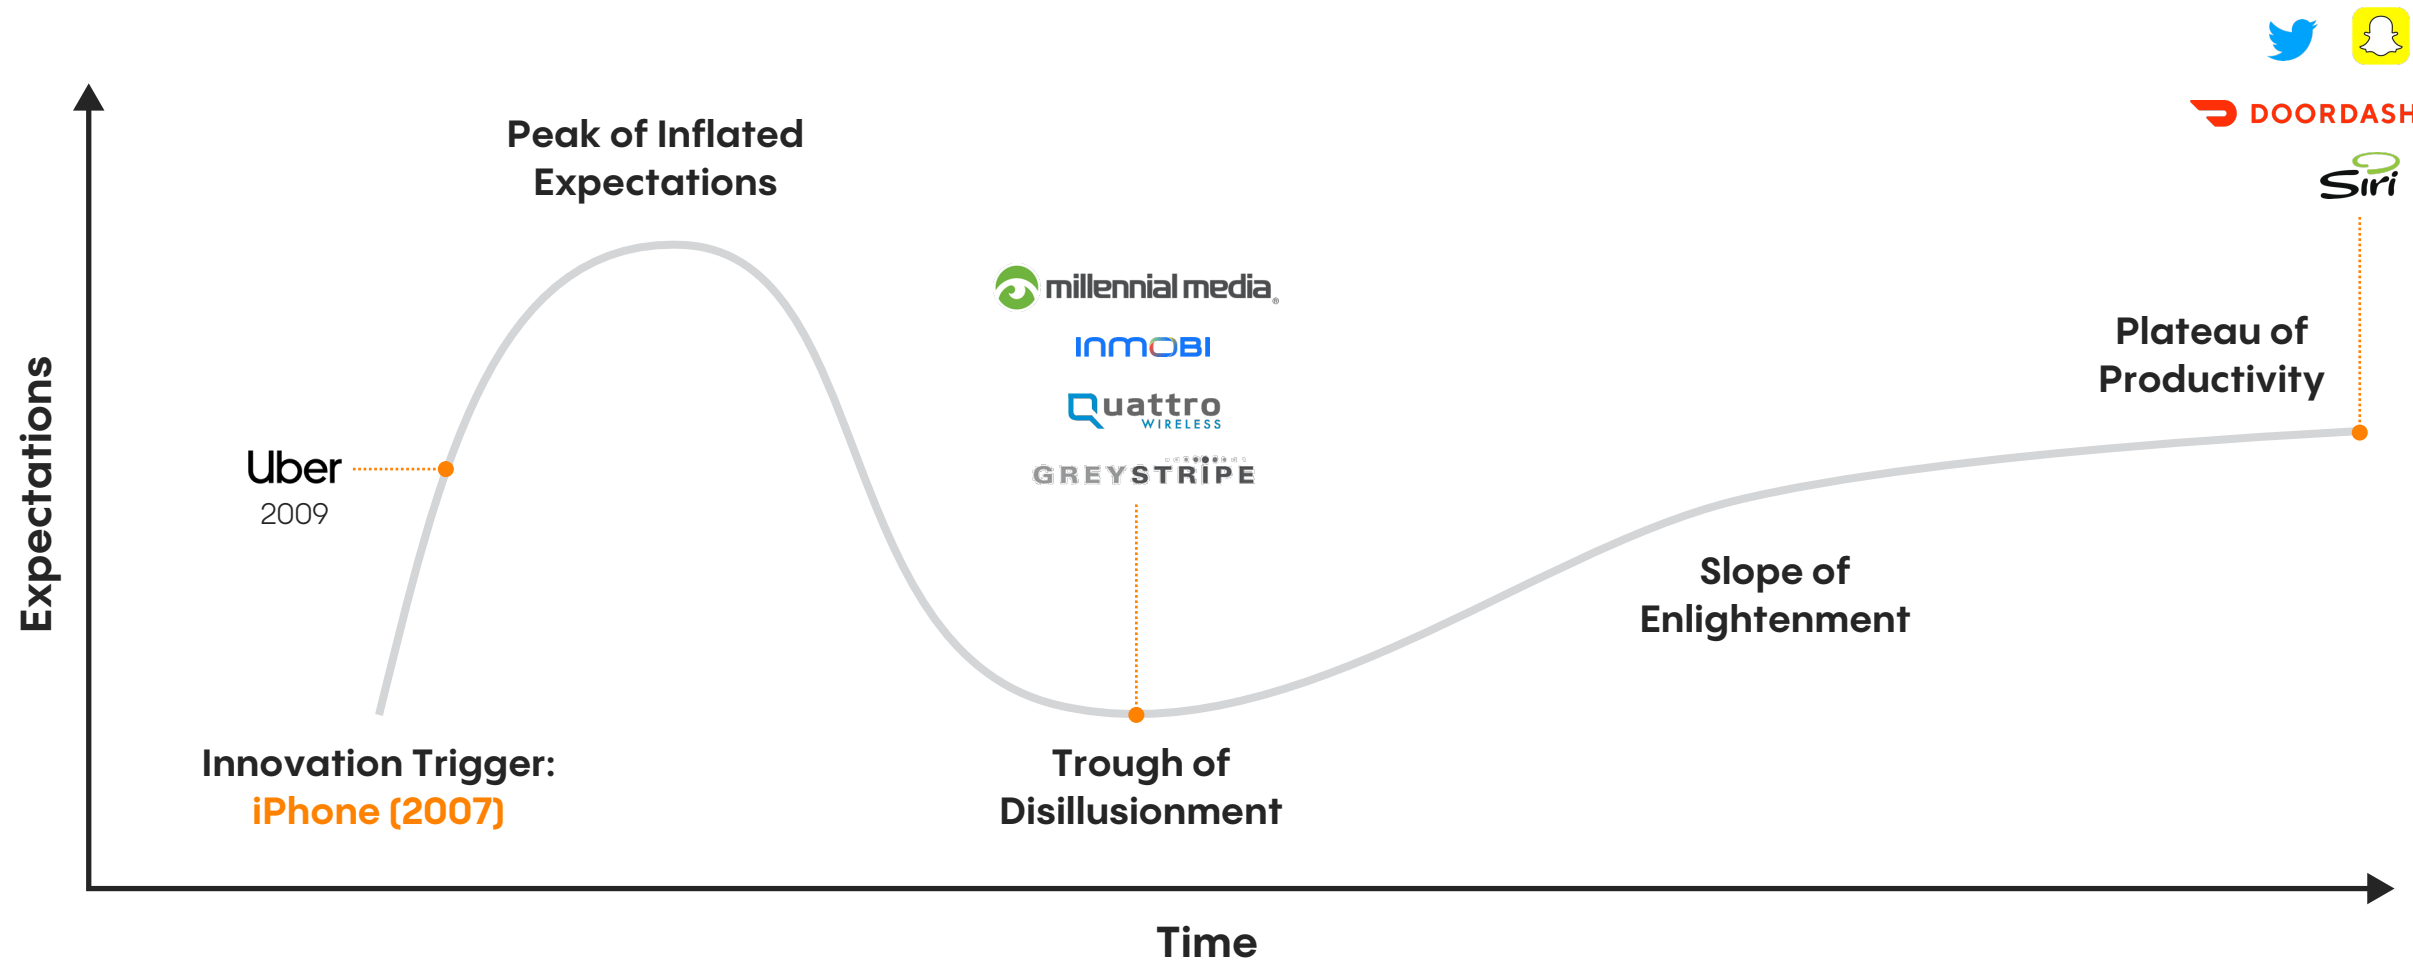 Expectations
Peak of Inflated
Expectations
Uber
2009
Innovation Trigger:
iPhone (2007)
millennial media®
INMOBI
Quattro
WIRELESS
GREYSTRIPE
Trough of
Disillusionment
Slope of
Enlightenment
Plateau of
Productivity
DOORDASH
Siri
Time